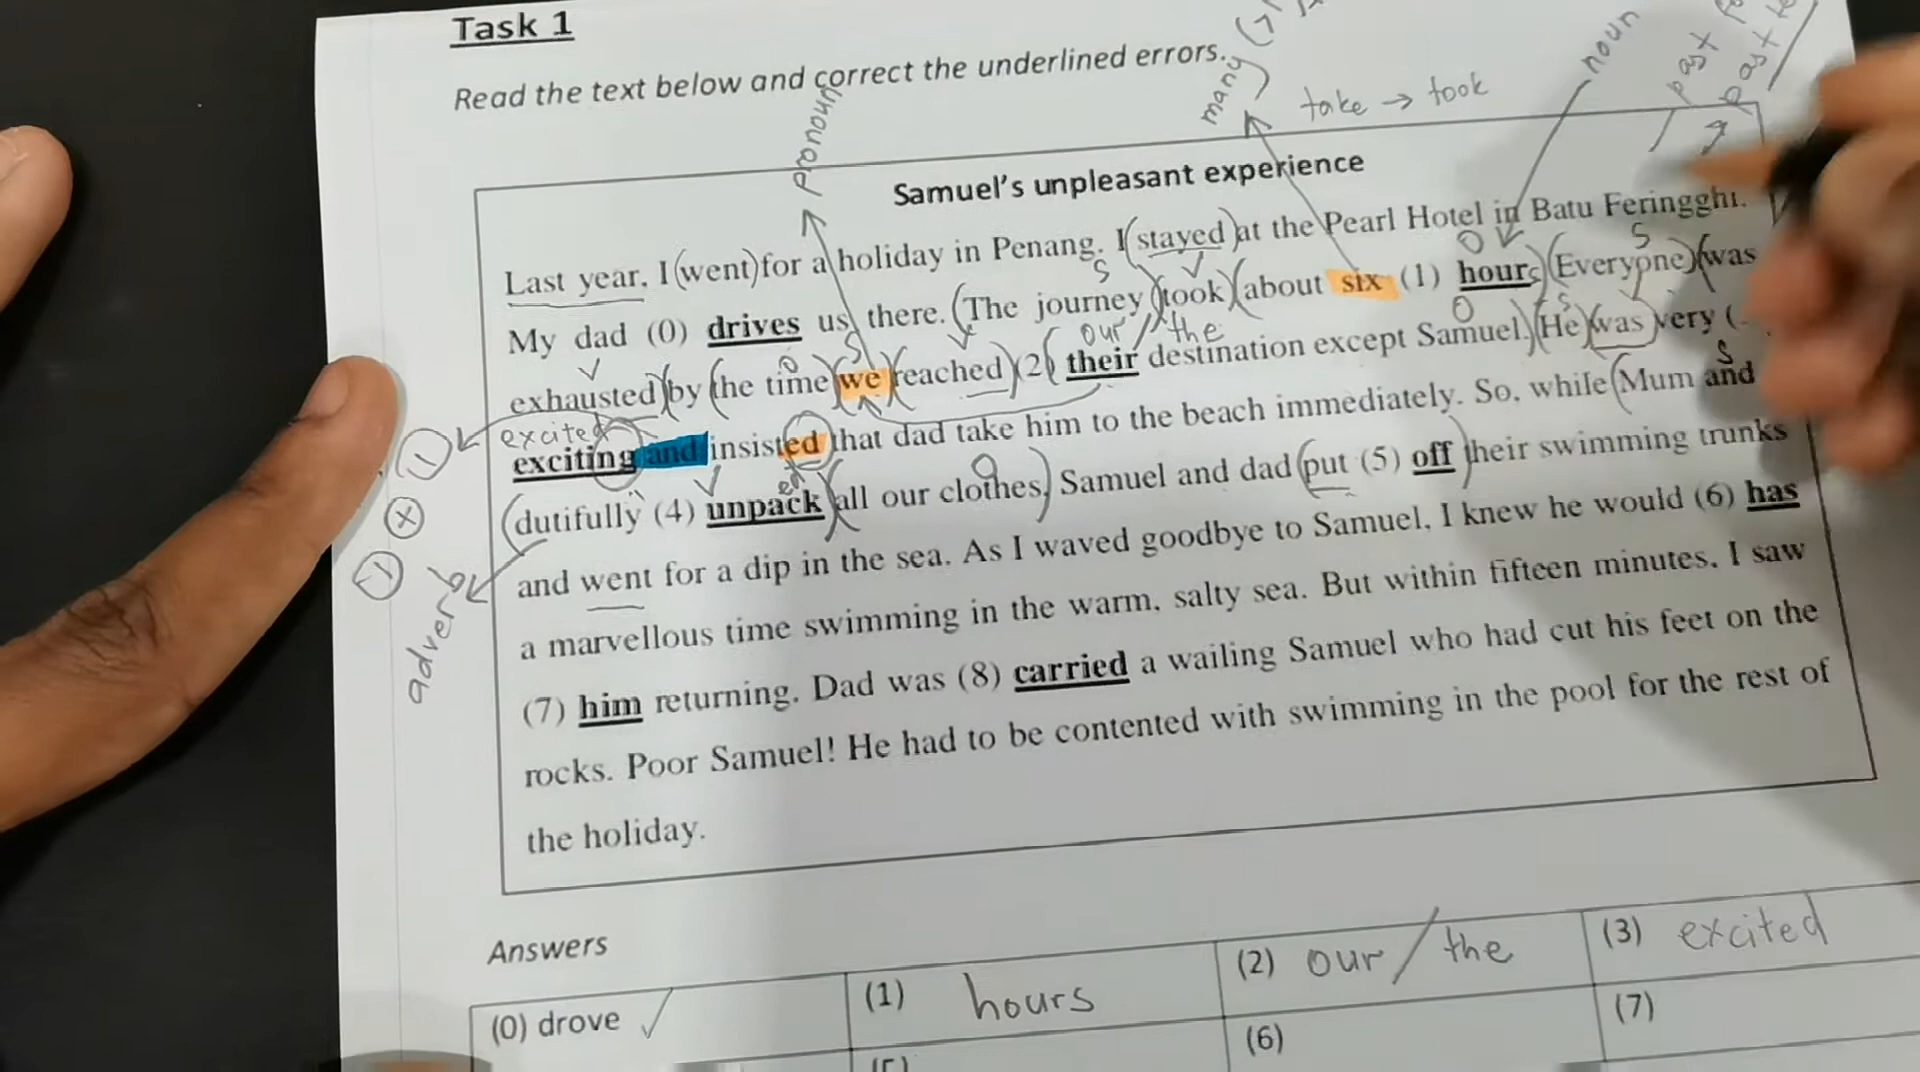 Task 1
Read the text below and correct the underlined errors.
many
noun
past
past
take → took
pronoun
Samuel's unpleasant experience
Last year, I (went) for a holiday in Penang. I (stayed) at the Pearl Hotel in Batu Feringghi.
S O S
My dad (0) drives us there. (The journey) (took) (about six (1) hours) (Everyone) (was
our / the
exhausted) by (the time) (we) (reached) (2) (their destination except Samuel.) (He) (was) very (
excited
exciting and insisted that dad take him to the beach immediately. So, while (Mum and
ed
(dutifully (4) unpack) (all our clothes,) Samuel and dad (put (5) off) their swimming trunks
adverb
and went for a dip in the sea. As I waved goodbye to Samuel, I knew he would (6) has
a marvellous time swimming in the warm, salty sea. But within fifteen minutes, I saw
(7) him returning. Dad was (8) carried a wailing Samuel who had cut his feet on the
rocks. Poor Samuel! He had to be contented with swimming in the pool for the rest of
the holiday.
Answers
(0) drove ✓ (1) hours (2) our / the (3) excited
(6) (7)